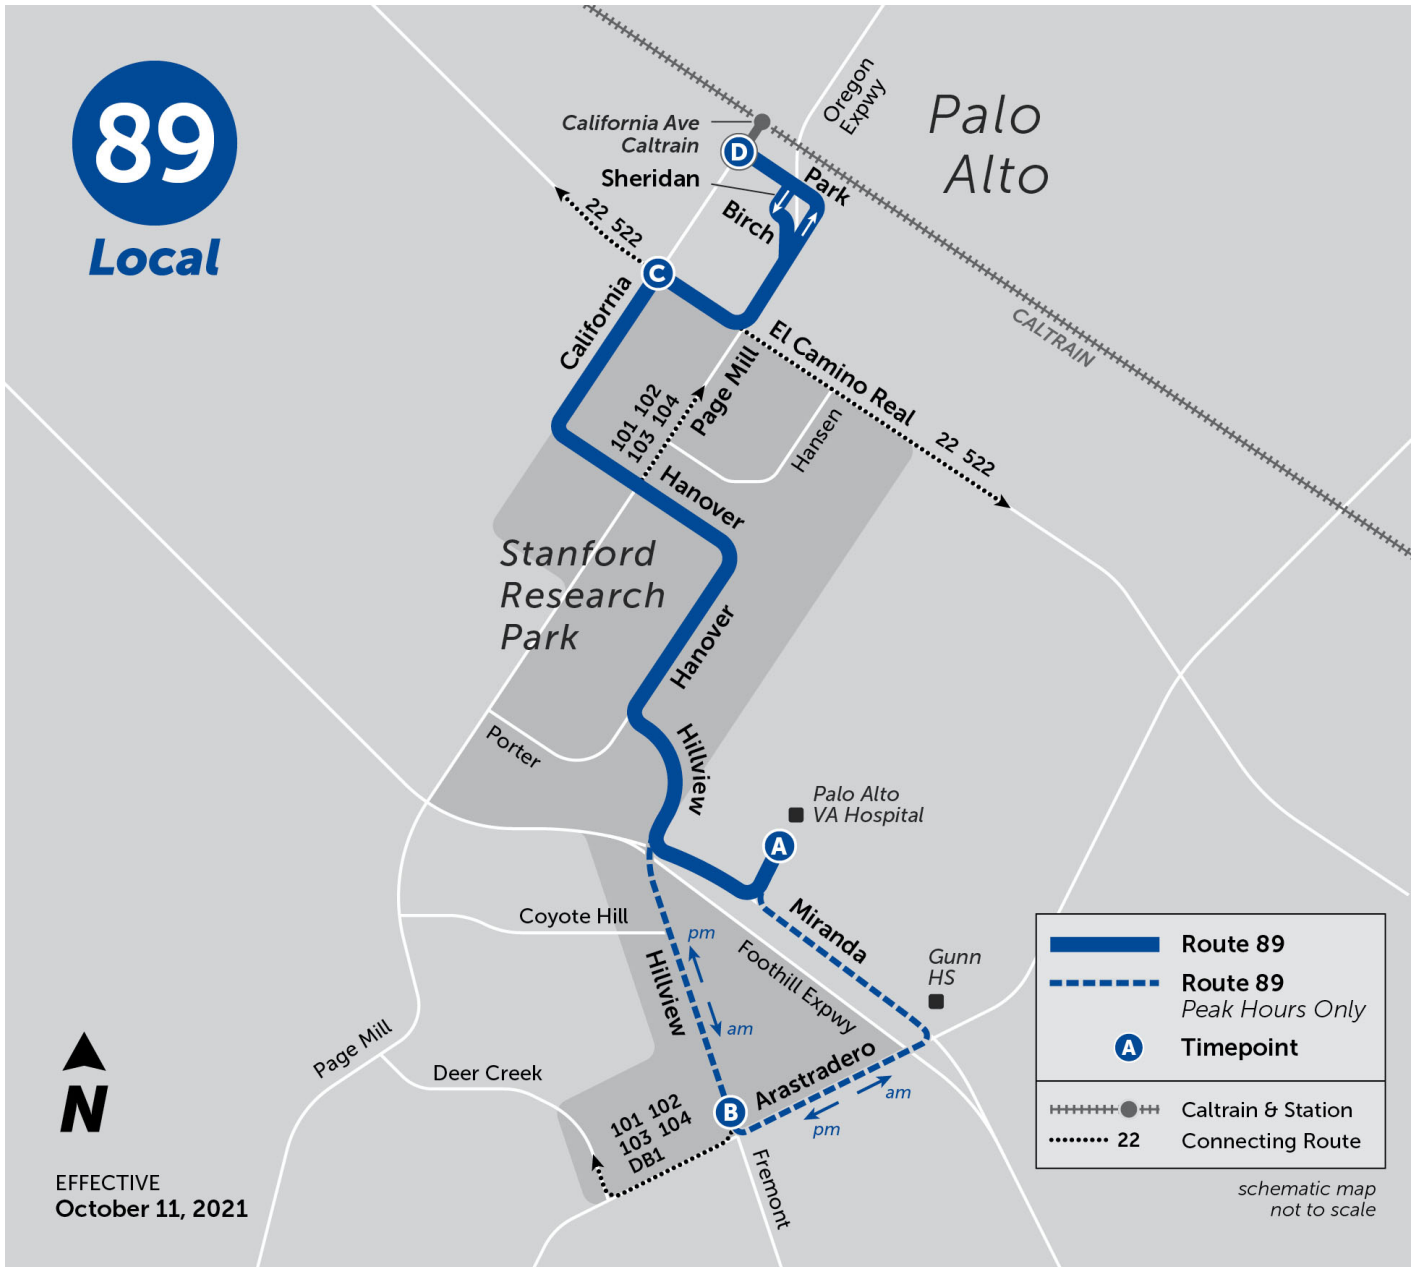 89
Local
California Ave
Caltrain
Oregon
Expwy
Palo
Alto
D
Sheridan
Park
Birch
22 522
C
California
CALTRAIN
El Camino Real
Page Mill
101 102
103 104
Hansen
22 522
Hanover
Stanford
Research
Park
Hanover
Porter
Hillview
Palo Alto
VA Hospital
A
Coyote Hill
Miranda
pm
Hillview
Foothill Expwy
Gunn
HS
am
Page Mill
Deer Creek
Arastradero
am
pm
B
101 102
103 104
DB1
Fremont
N
EFFECTIVE
October 11, 2021
Route 89
Route 89
Peak Hours Only
A Timepoint
Caltrain & Station
22 Connecting Route
schematic map
not to scale